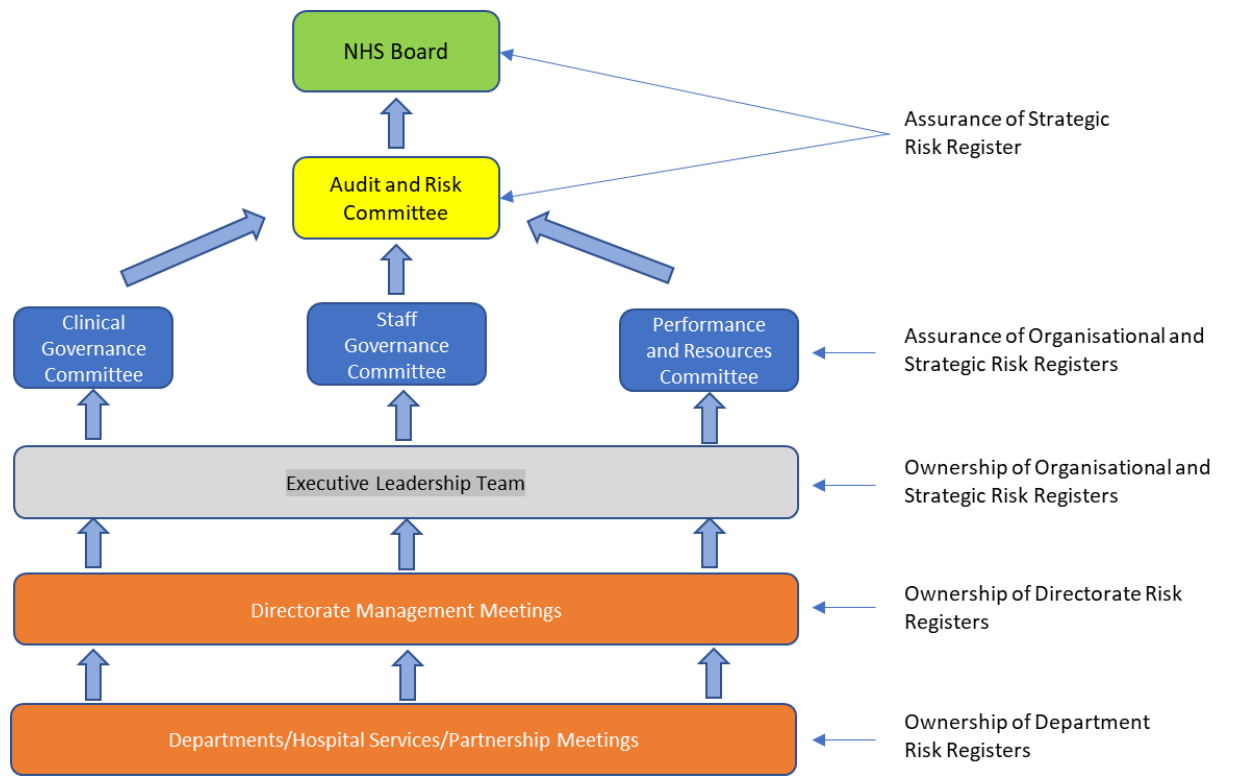 NHS Board
Assurance of Strategic
Risk Register
Audit and Risk
Committee
Clinical
Governance
Committee
Staff
Governance
Committee
Performance
and Resources
Committee
Assurance of Organisational and
Strategic Risk Registers
Executive Leadership Team
Ownership of Organisational and
Strategic Risk Registers
Directorate Management Meetings
Ownership of Directorate Risk
Registers
Departments/Hospital Services/Partnership Meetings
Ownership of Department
Risk Registers